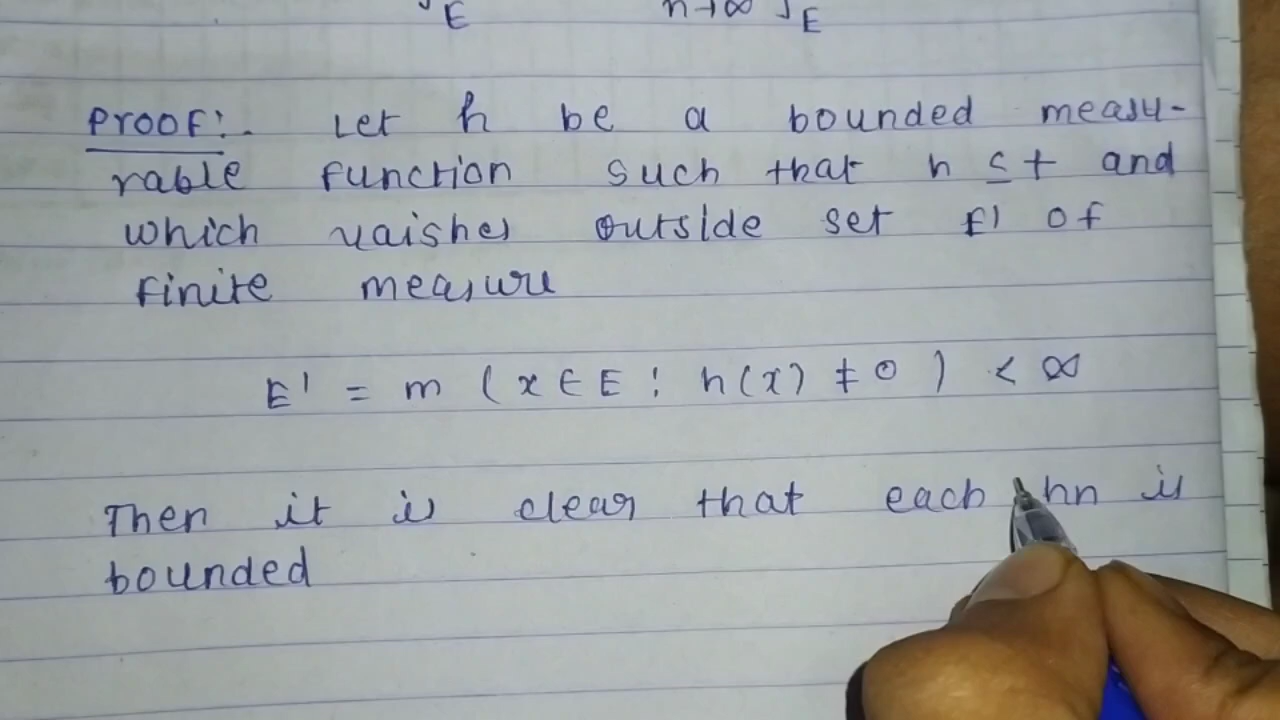 ∫E n→∞ ∫E
Proof:. Let h be a bounded measu-
rable function such that h ≤ f and
which vaishes outside set E' of
finite measure
E' = m (x ∈ E : h(x) ≠ 0) < ∞
Then it is clear that each hn is
bounded